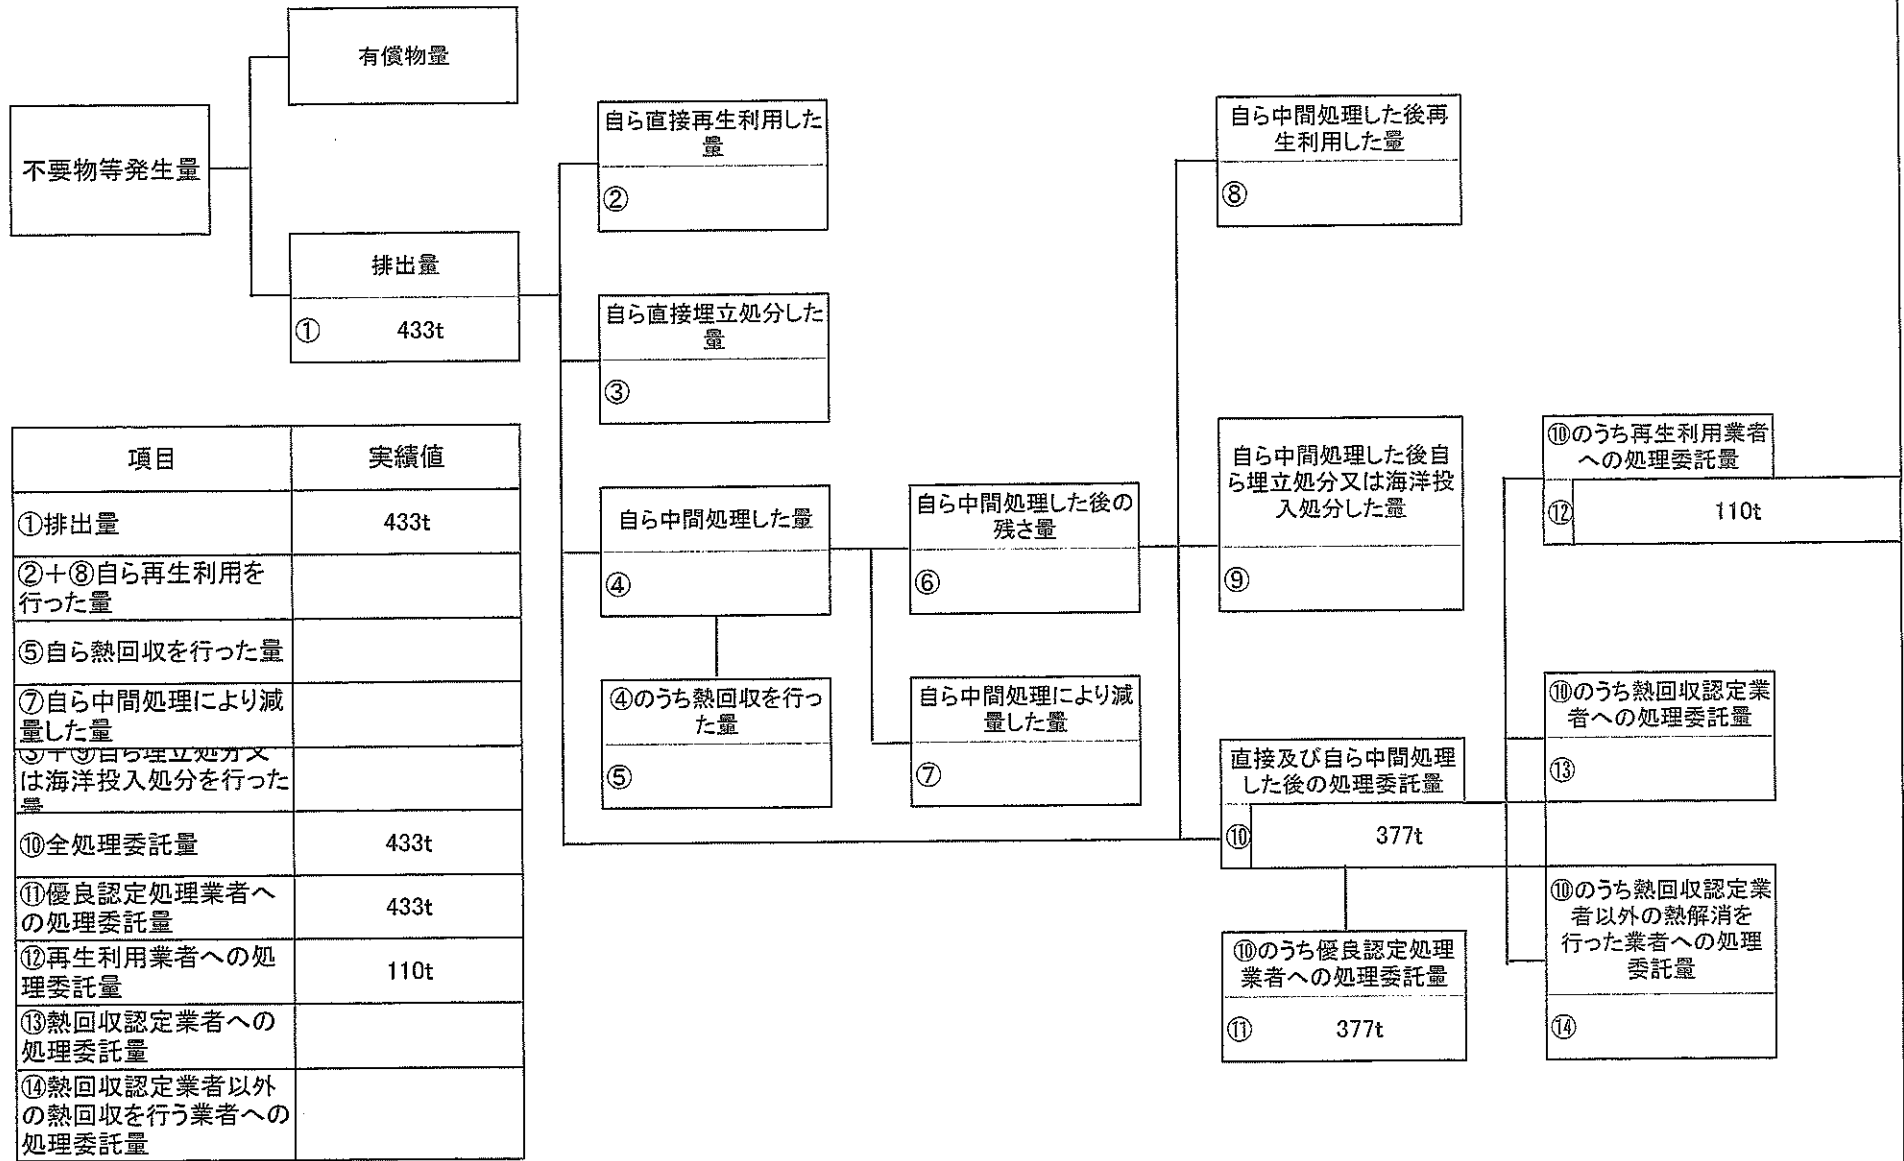 有償物量
不要物等発生量
排出量
① 433t
自ら直接再生利用した
量
②
自ら直接埋立処分した
量
③
自ら中間処理した量
④
④のうち熱回収を行っ
た量
⑤
自ら中間処理した後の
残さ量
⑥
自ら中間処理により減
量した量
⑦
自ら中間処理した後再
生利用した量
⑧
自ら中間処理した後自
ら埋立処分又は海洋投
入処分した量
⑨
直接及び自ら中間処理
した後の処理委託量
⑩ 377t
⑩のうち優良認定処理
業者への処理委託量
⑪ 377t
⑩のうち再生利用業者
への処理委託量
⑫ 110t
⑩のうち熱回収認定業
者への処理委託量
⑬
⑩のうち熱回収認定業
者以外の熱解消を
行った業者への処理
委託量
⑭
項目 実績値
①排出量 433t
②+⑧自ら再生利用を
行った量
⑤自ら熱回収を行った量
⑦自ら中間処理により減
量した量
③+⑨自ら埋立処分又
は海洋投入処分を行った
量
⑩全処理委託量 433t
⑪優良認定処理業者へ
の処理委託量 433t
⑫再生利用業者への処
理委託量 110t
⑬熱回収認定業者への
処理委託量
⑭熱回収認定業者以外
の熱回収を行う業者への
処理委託量